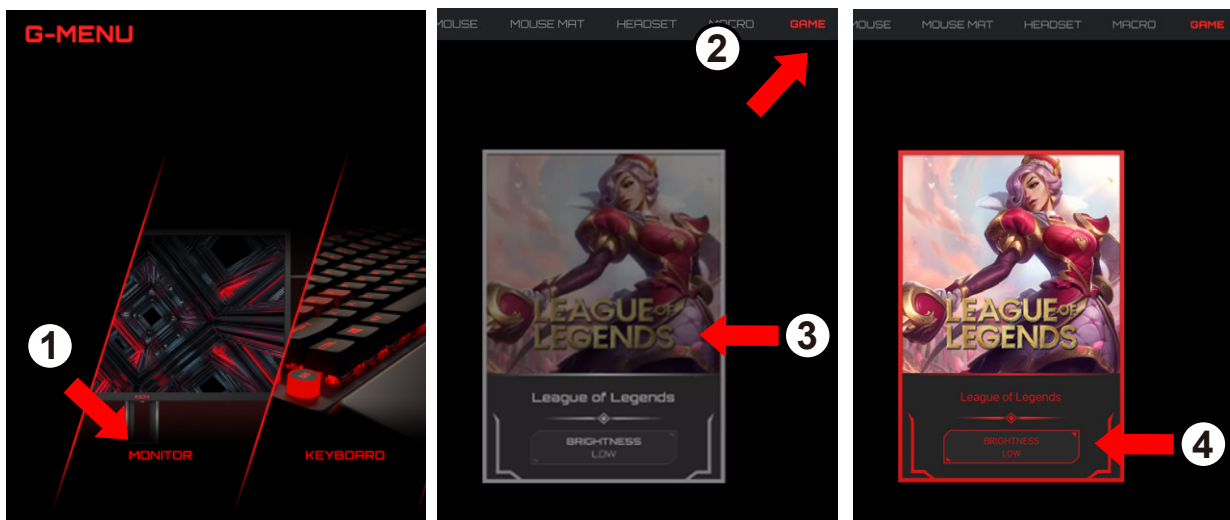 G-MENU
1
MONITOR
KEYBOARD
MOUSE MOUSE MAT HEADSET MACRO GAME
2
LEAGUE OF
LEGENDS
3
League of Legends
BRIGHTNESS
LOW
MOUSE MOUSE MAT HEADSET MACRO GAME
LEAGUE OF
LEGENDS
League of Legends
BRIGHTNESS
LOW
4